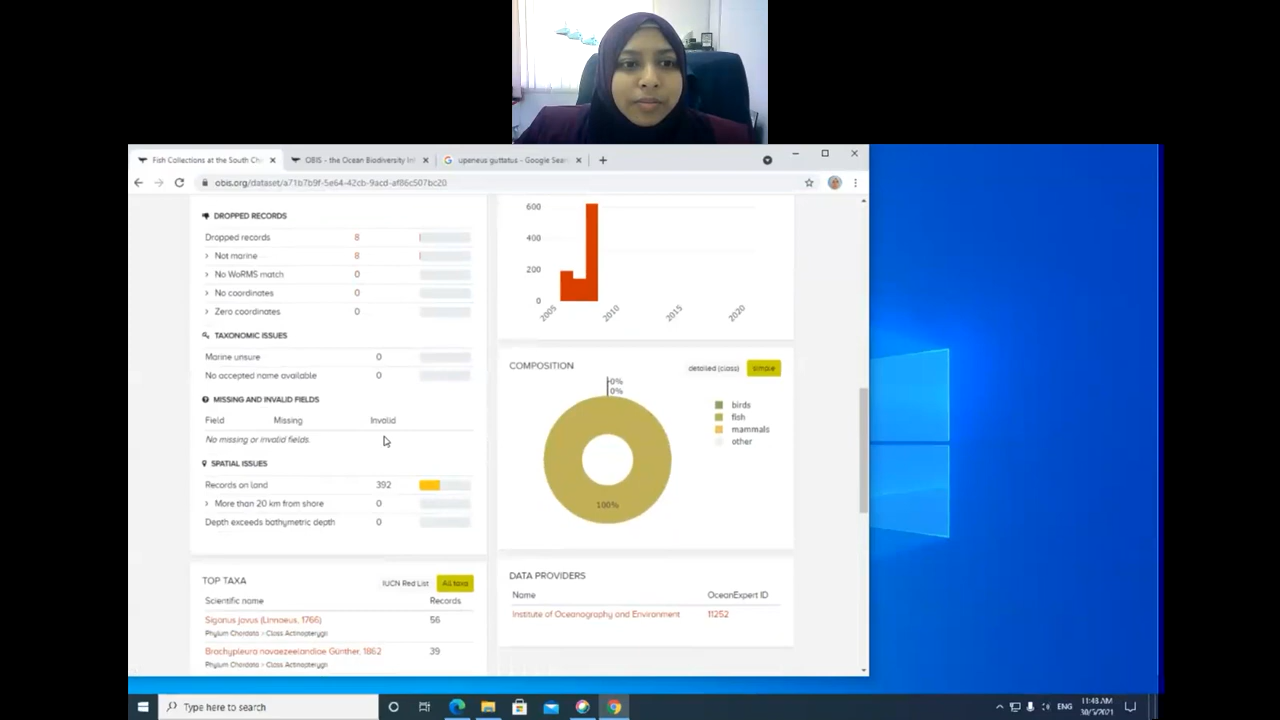 Fish Collections at the South Ch
OBIS - the Ocean Biodiversity In
upeneus guttatus - Google Sear
obis.org/dataset/a71b7b9f-5e64-42cb-9acd-af86c507bc20
DROPPED RECORDS
Dropped records 8
Not marine 8
No WoRMS match 0
No coordinates 0
Zero coordinates 0
TAXONOMIC ISSUES
Marine unsure 0
No accepted name available 0
MISSING AND INVALID FIELDS
Field Missing Invalid
No missing or invalid fields.
SPATIAL ISSUES
Records on land 392
More than 20 km from shore 0
Depth exceeds bathymetric depth 0
TOP TAXA IUCN Red List All taxa
Scientific name Records
Siganus javus (Linnaeus, 1766) 56
Phylum Chordata > Class Actinopterygii
Brachypleura novaezeelandiae Günther, 1862 39
Phylum Chordata > Class Actinopterygii
600
400
200
0
2005 2010 2015 2020
COMPOSITION detailed (class) simple
0%
0%
100%
birds
fish
mammals
other
DATA PROVIDERS
Name OceanExpert ID
Institute of Oceanography and Environment 11252
Type here to search
ENG
11:43 AM